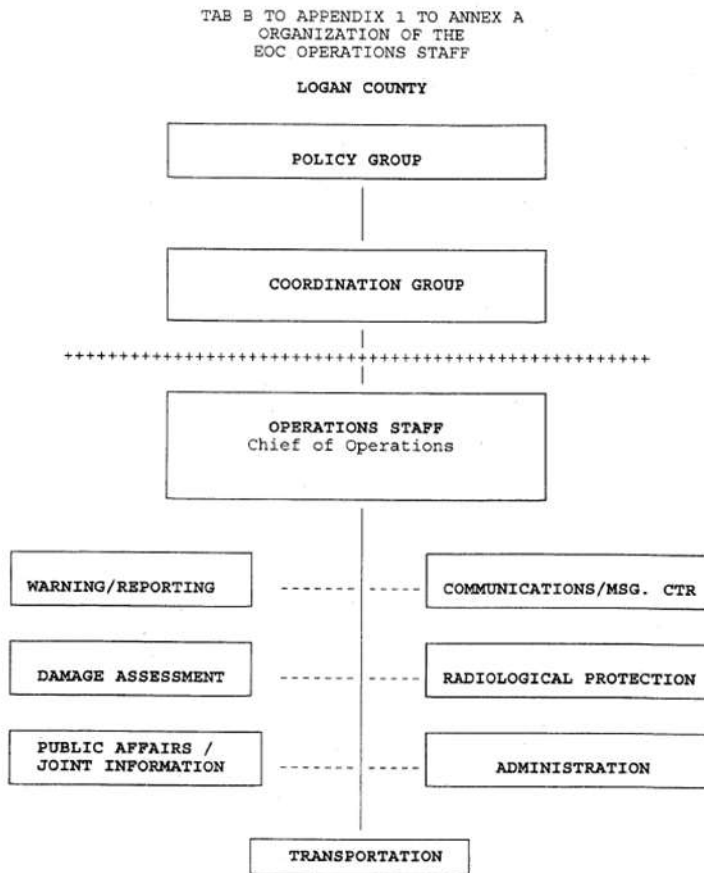 TAB B TO APPENDIX 1 TO ANNEX A
ORGANIZATION OF THE
EOC OPERATIONS STAFF
LOGAN COUNTY
POLICY GROUP
COORDINATION GROUP
++++++++++++++++++++++++++++++++++++++++++++++++++++++
OPERATIONS STAFF
Chief of Operations
WARNING/REPORTING
COMMUNICATIONS/MSG. CTR
DAMAGE ASSESSMENT
RADIOLOGICAL PROTECTION
PUBLIC AFFAIRS /
JOINT INFORMATION
ADMINISTRATION
TRANSPORTATION